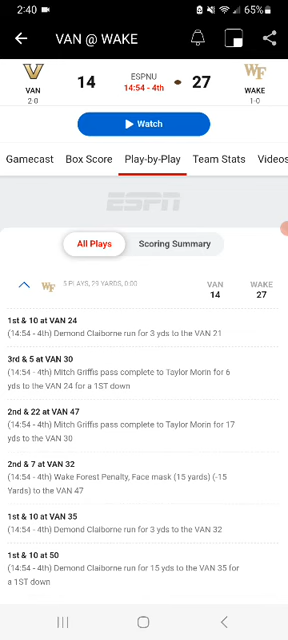 2:40
65%
VAN @ WAKE
VAN
2-0
14
ESPNU
14:54 - 4th
27
WAKE
1-0
Watch
Gamecast Box Score Play-by-Play Team Stats Videos
ESPN
All Plays Scoring Summary
WF 5 PLAYS, 29 YARDS, 0:00
VAN WAKE
14 27
1st & 10 at VAN 24
(14:54 - 4th) Demond Claiborne run for 3 yds to the VAN 21
3rd & 5 at VAN 30
(14:54 - 4th) Mitch Griffis pass complete to Taylor Morin for 6
yds to the VAN 24 for a 1ST down
2nd & 22 at VAN 47
(14:54 - 4th) Mitch Griffis pass complete to Taylor Morin for 17
yds to the VAN 30
2nd & 7 at VAN 32
(14:54 - 4th) Wake Forest Penalty, Face mask (15 yards) (-15
Yards) to the VAN 47
1st & 10 at VAN 35
(14:54 - 4th) Demond Claiborne run for 3 yds to the VAN 32
1st & 10 at 50
(14:54 - 4th) Demond Claiborne run for 15 yds to the VAN 35 for
a 1ST down